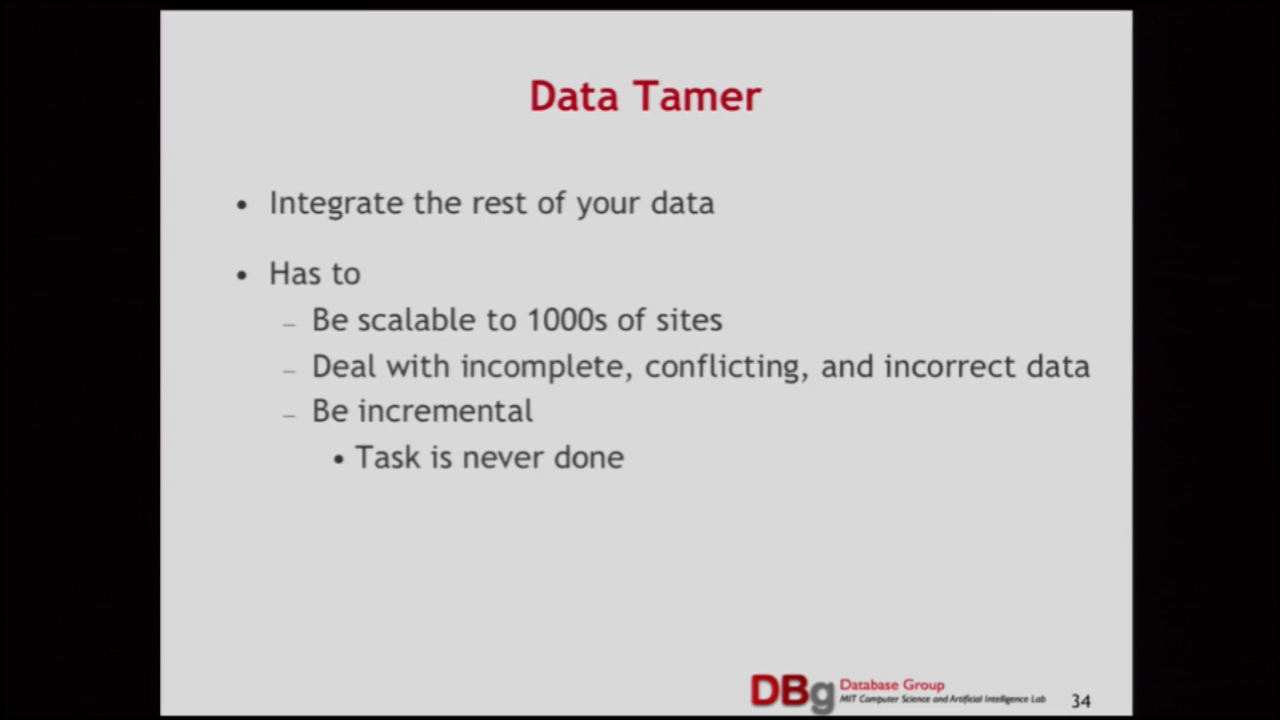 Data Tamer
• Integrate the rest of your data
• Has to
– Be scalable to 1000s of sites
– Deal with incomplete, conflicting, and incorrect data
– Be incremental
• Task is never done
DBg Database Group
MIT Computer Science and Artificial Intelligence Lab
34